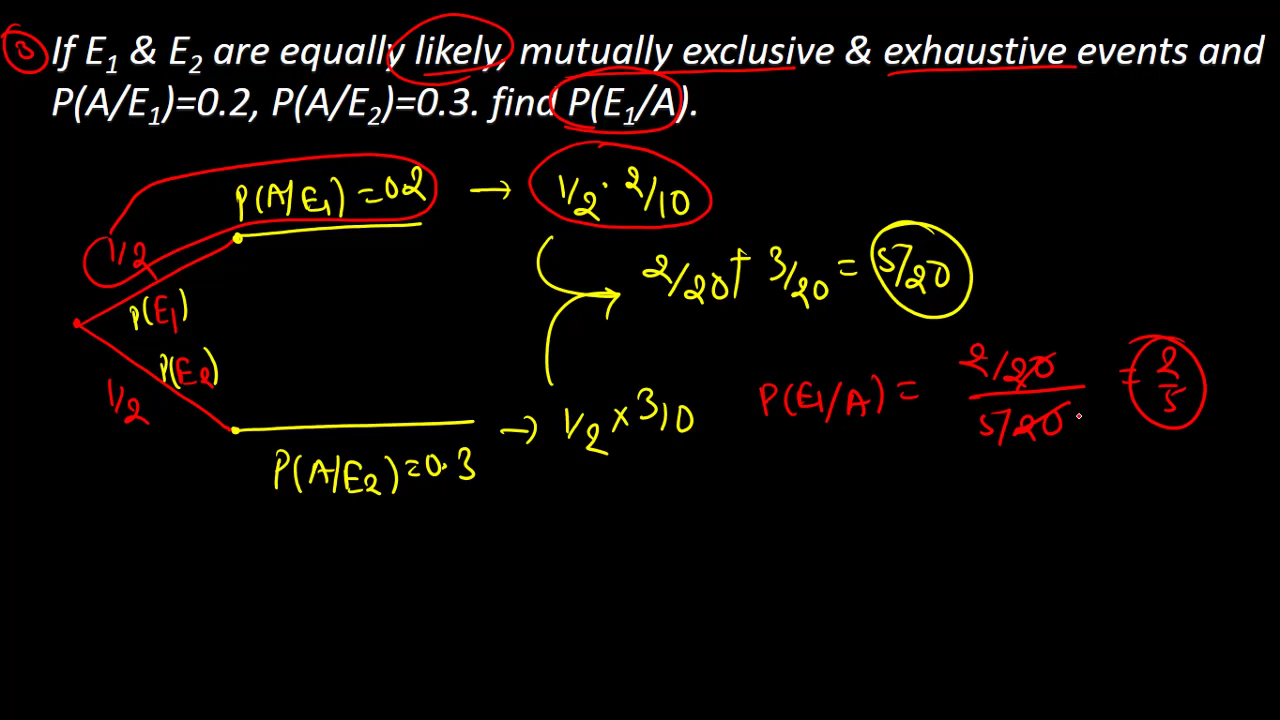 ③ If E₁ & E₂ are equally likely, mutually exclusive & exhaustive events and
P(A/E₁)=0.2, P(A/E₂)=0.3. find P(E₁/A).
P(A/E₁) = 0.2 → 1/2 · 2/10
1/2
P(E₁)
2/20 + 3/20 = 5/20
P(E₂)
1/2
P(E₁/A) = 2/20 / 5/20 = 2/5
→ 1/2 × 3/10
P(A/E₂) = 0.3